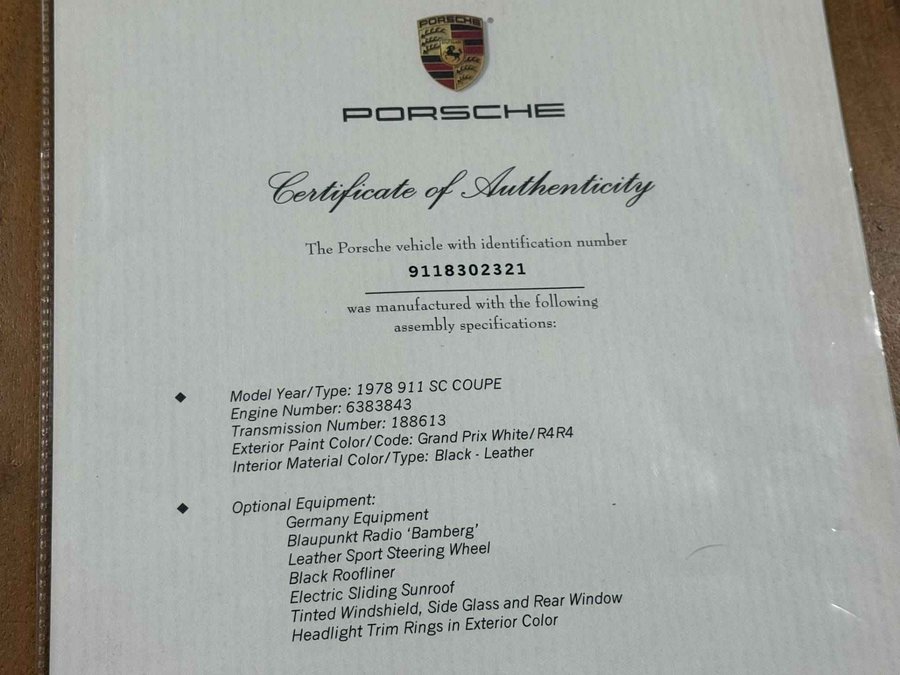 PORSCHE
PORSCHE
Certificate of Authenticity
The Porsche vehicle with identification number
9118302321
was manufactured with the following
assembly specifications:
◆ Model Year/Type: 1978 911 SC COUPE
Engine Number: 6383843
Transmission Number: 188613
Exterior Paint Color/Code: Grand Prix White/R4R4
Interior Material Color/Type: Black - Leather
◆ Optional Equipment:
Germany Equipment
Blaupunkt Radio ‘Bamberg’
Leather Sport Steering Wheel
Black Roofliner
Electric Sliding Sunroof
Tinted Windshield, Side Glass and Rear Window
Headlight Trim Rings in Exterior Color